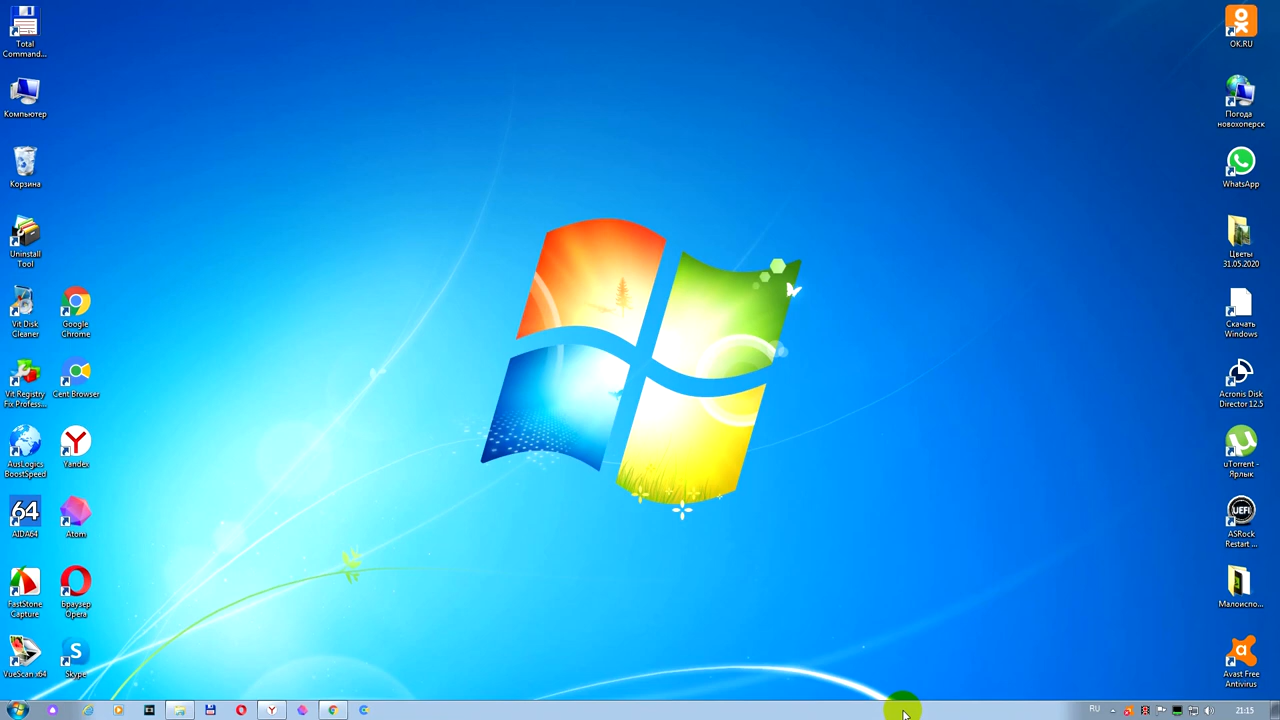 Total
Command...
Компьютер
Корзина
Uninstall
Tool
Vit Disk
Cleaner
Google
Chrome
Vit Registry
Fix Profess...
Cent Browser
AusLogics
BoostSpeed
Yandex
64
AIDA64
Atom
FastStone
Capture
Браузер
Opera
VueScan x64
S
Skype
OK.RU
Погода
новохоперск
WhatsApp
Цветы
31.05.2020
Скачать
Windows
Acronis Disk
Director 12.5
uTorrent -
Ярлык
UEFI
ASRock
Restart ...
Малоиспо...
Avast Free
Antivirus
RU
21:15